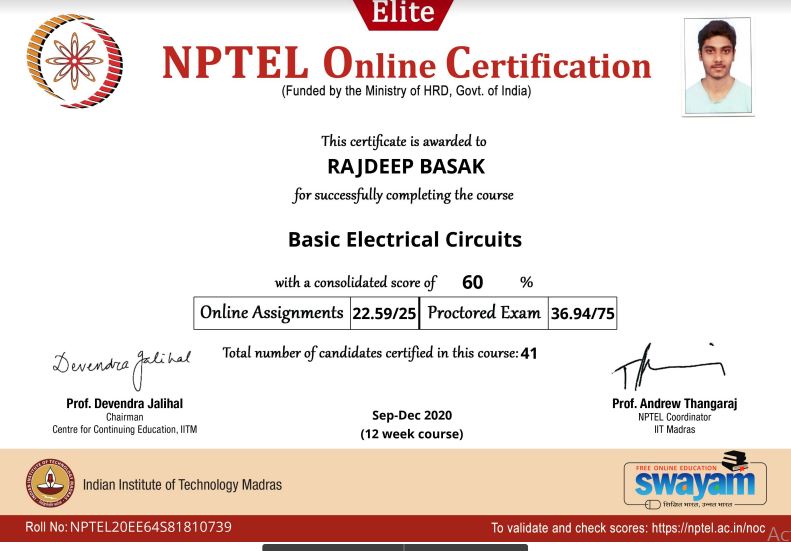 Elite
NPTEL Online Certification
(Funded by the Ministry of HRD, Govt. of India)
This certificate is awarded to
RAJDEEP BASAK
for successfully completing the course
Basic Electrical Circuits
with a consolidated score of 60 %
Online Assignments 22.59/25 Proctored Exam 36.94/75
Total number of candidates certified in this course: 41
Devendra Jalihal
Prof. Devendra Jalihal
Chairman
Centre for Continuing Education, IITM
Prof. Andrew Thangaraj
NPTEL Coordinator
IIT Madras
Sep-Dec 2020
(12 week course)
Indian Institute of Technology Madras
FREE ONLINE EDUCATION
swayam
शिक्षित भारत, उन्नत भारत
Roll No: NPTEL20EE64S81810739
To validate and check scores: https://nptel.ac.in/noc
Ac